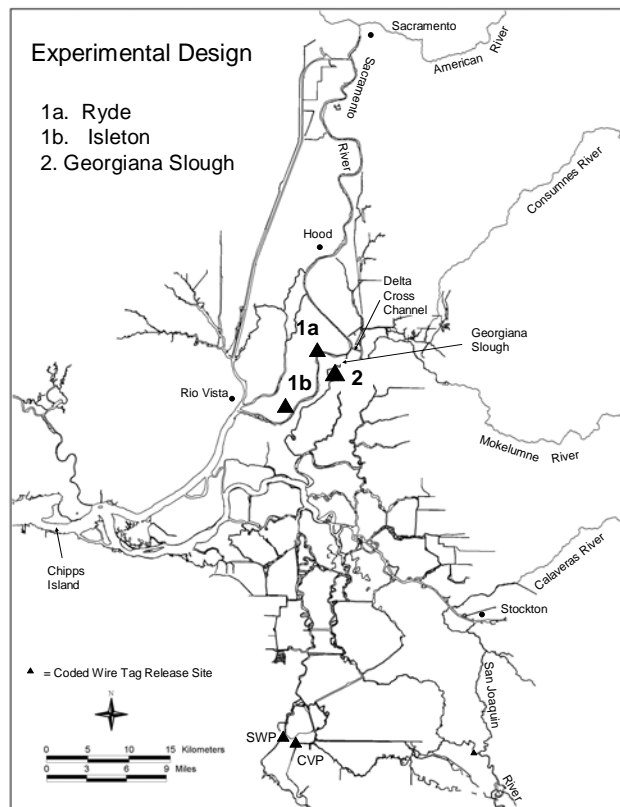 Experimental Design
1a. Ryde
1b. Isleton
2. Georgiana Slough
Sacramento
American River
Sacramento
River
Consumnes River
Hood
Delta
Cross
Channel
Georgiana
Slough
1a
1b
2
Rio Vista
Mokelumne River
Chipps
Island
Calaveras River
Stockton
San Joaquin
River
▲ = Coded Wire Tag Release Site
N
SWP
CVP
0 5 10 15 Kilometers
0 3 6 9 Miles